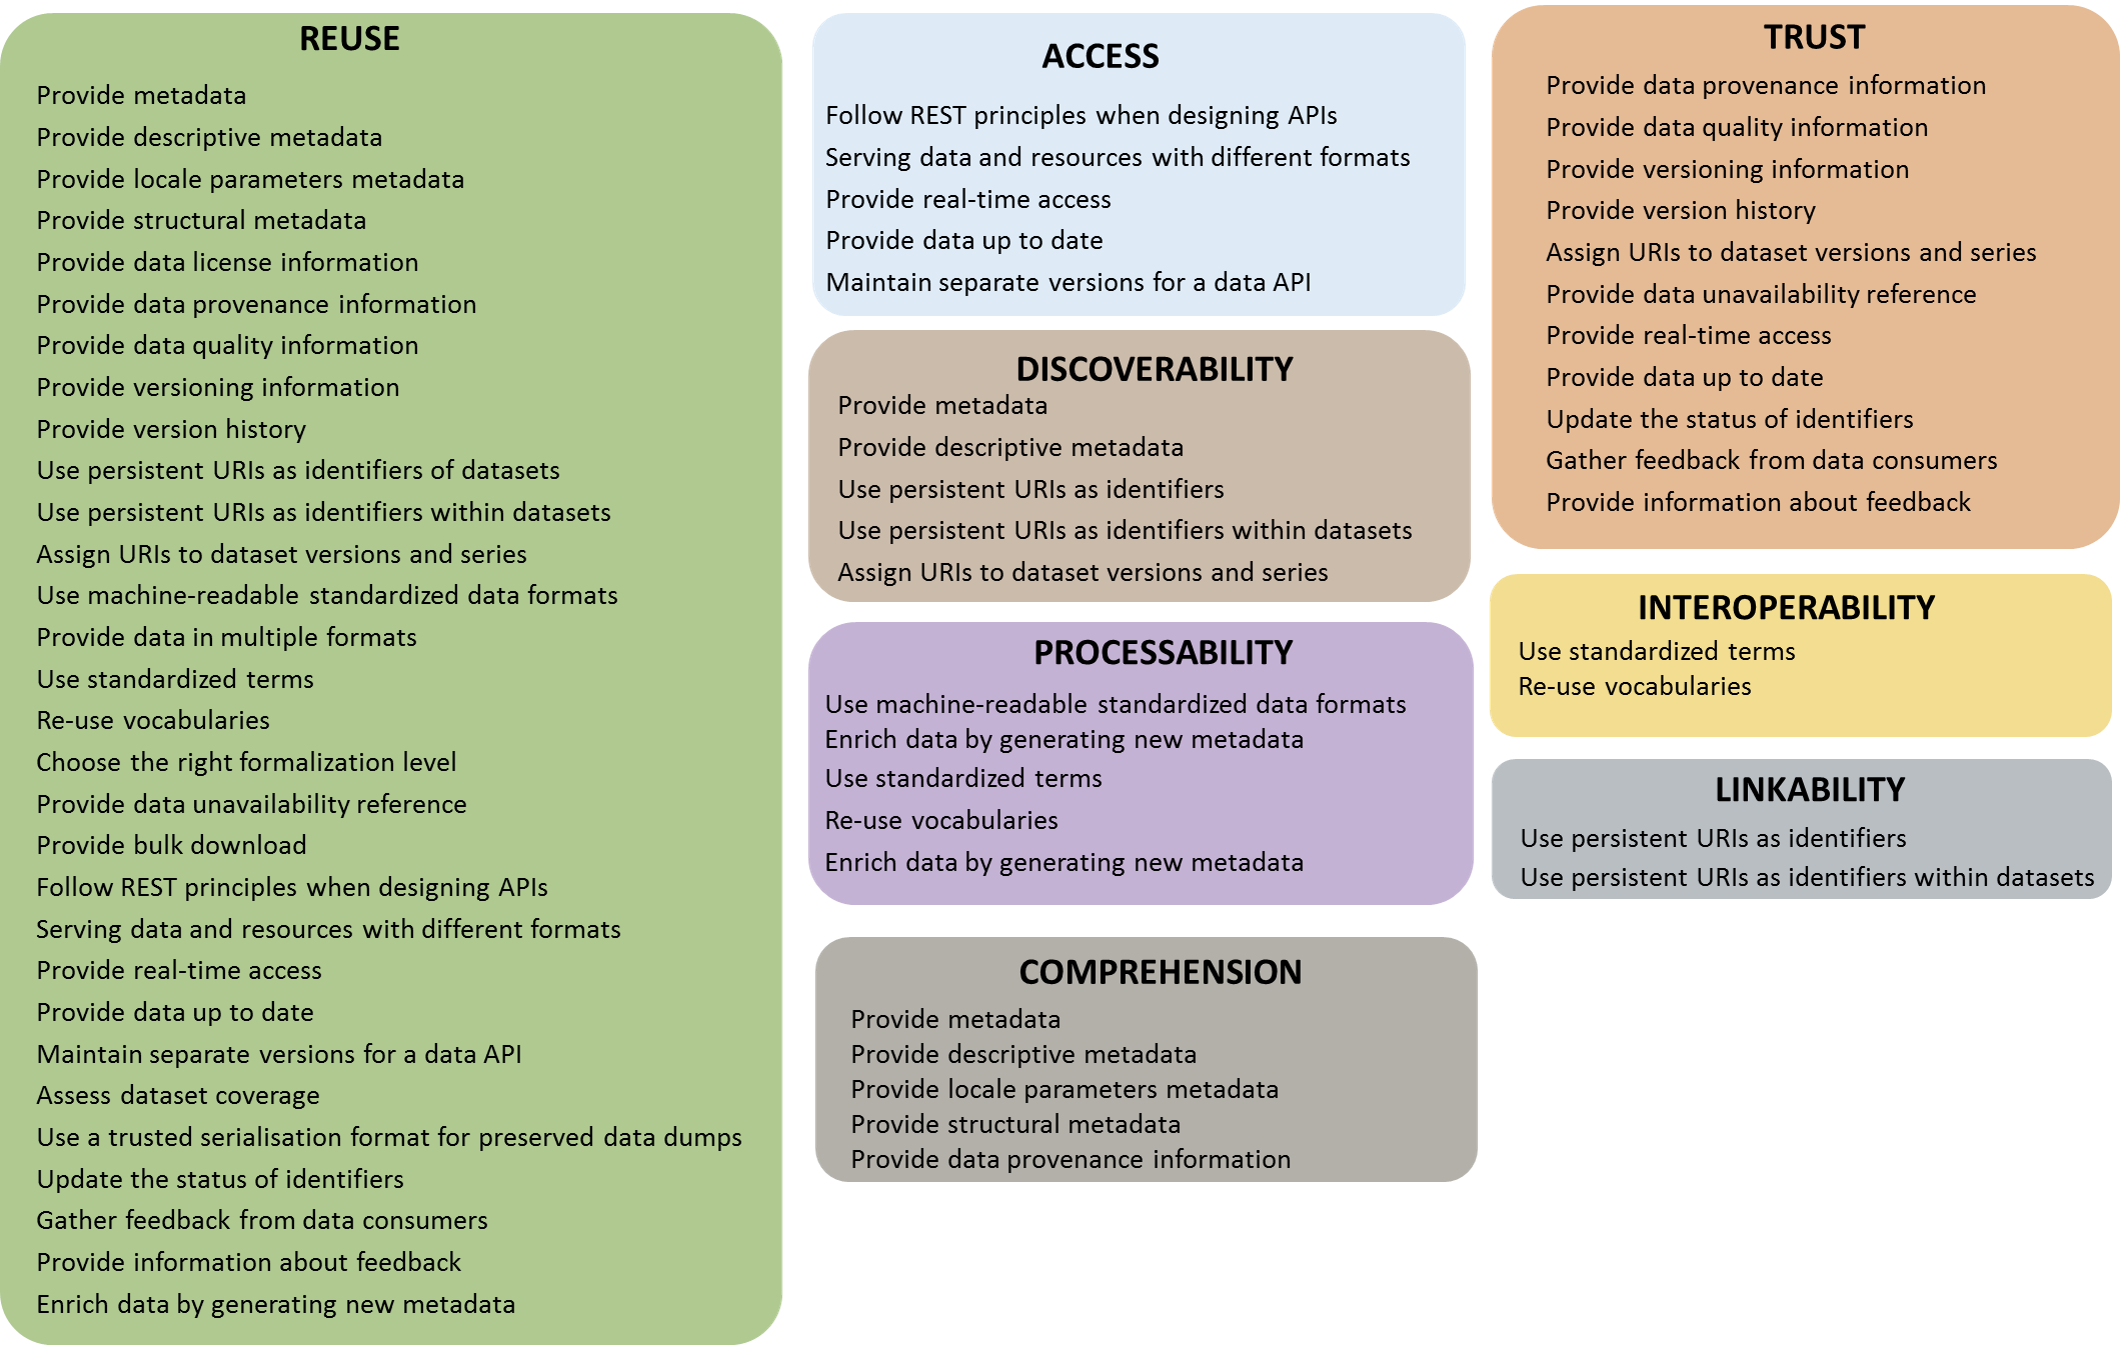 REUSE
Provide metadata
Provide descriptive metadata
Provide locale parameters metadata
Provide structural metadata
Provide data license information
Provide data provenance information
Provide data quality information
Provide versioning information
Provide version history
Use persistent URIs as identifiers of datasets
Use persistent URIs as identifiers within datasets
Assign URIs to dataset versions and series
Use machine-readable standardized data formats
Provide data in multiple formats
Use standardized terms
Re-use vocabularies
Choose the right formalization level
Provide data unavailability reference
Provide bulk download
Follow REST principles when designing APIs
Serving data and resources with different formats
Provide real-time access
Provide data up to date
Maintain separate versions for a data API
Assess dataset coverage
Use a trusted serialisation format for preserved data dumps
Update the status of identifiers
Gather feedback from data consumers
Provide information about feedback
Enrich data by generating new metadata
ACCESS
Follow REST principles when designing APIs
Serving data and resources with different formats
Provide real-time access
Provide data up to date
Maintain separate versions for a data API
DISCOVERABILITY
Provide metadata
Provide descriptive metadata
Use persistent URIs as identifiers
Use persistent URIs as identifiers within datasets
Assign URIs to dataset versions and series
PROCESSABILITY
Use machine-readable standardized data formats
Enrich data by generating new metadata
Use standardized terms
Re-use vocabularies
Enrich data by generating new metadata
COMPREHENSION
Provide metadata
Provide descriptive metadata
Provide locale parameters metadata
Provide structural metadata
Provide data provenance information
TRUST
Provide data provenance information
Provide data quality information
Provide versioning information
Provide version history
Assign URIs to dataset versions and series
Provide data unavailability reference
Provide real-time access
Provide data up to date
Update the status of identifiers
Gather feedback from data consumers
Provide information about feedback
INTEROPERABILITY
Use standardized terms
Re-use vocabularies
LINKABILITY
Use persistent URIs as identifiers
Use persistent URIs as identifiers within datasets